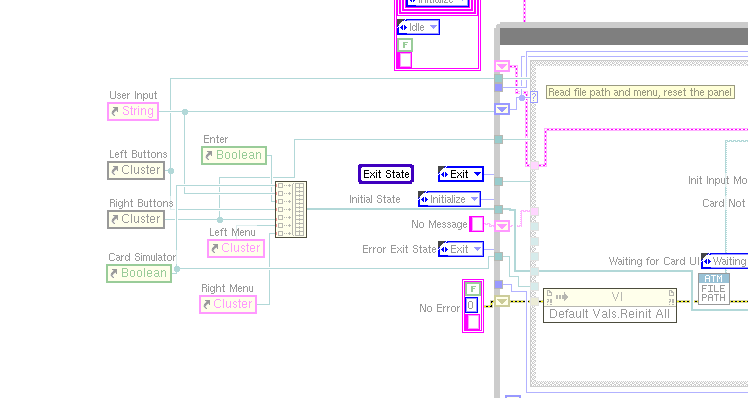 Initialize
Idle
F
Read file path and menu, reset the panel
User Input
String
?
Enter
Boolean
Left Buttons
Cluster
Exit State
Exit
Init Input Mo
Initial State
Initialize
Right Buttons
Cluster
Card Not
No Message
Left Menu
Cluster
Error Exit State
Exit
Card Simulator
Boolean
Waiting for Card UI
Waiting
ATM
FILE
PATH
Right Menu
Cluster
F
0
No Error
VI
?!
?!
Default Vals.Reinit All